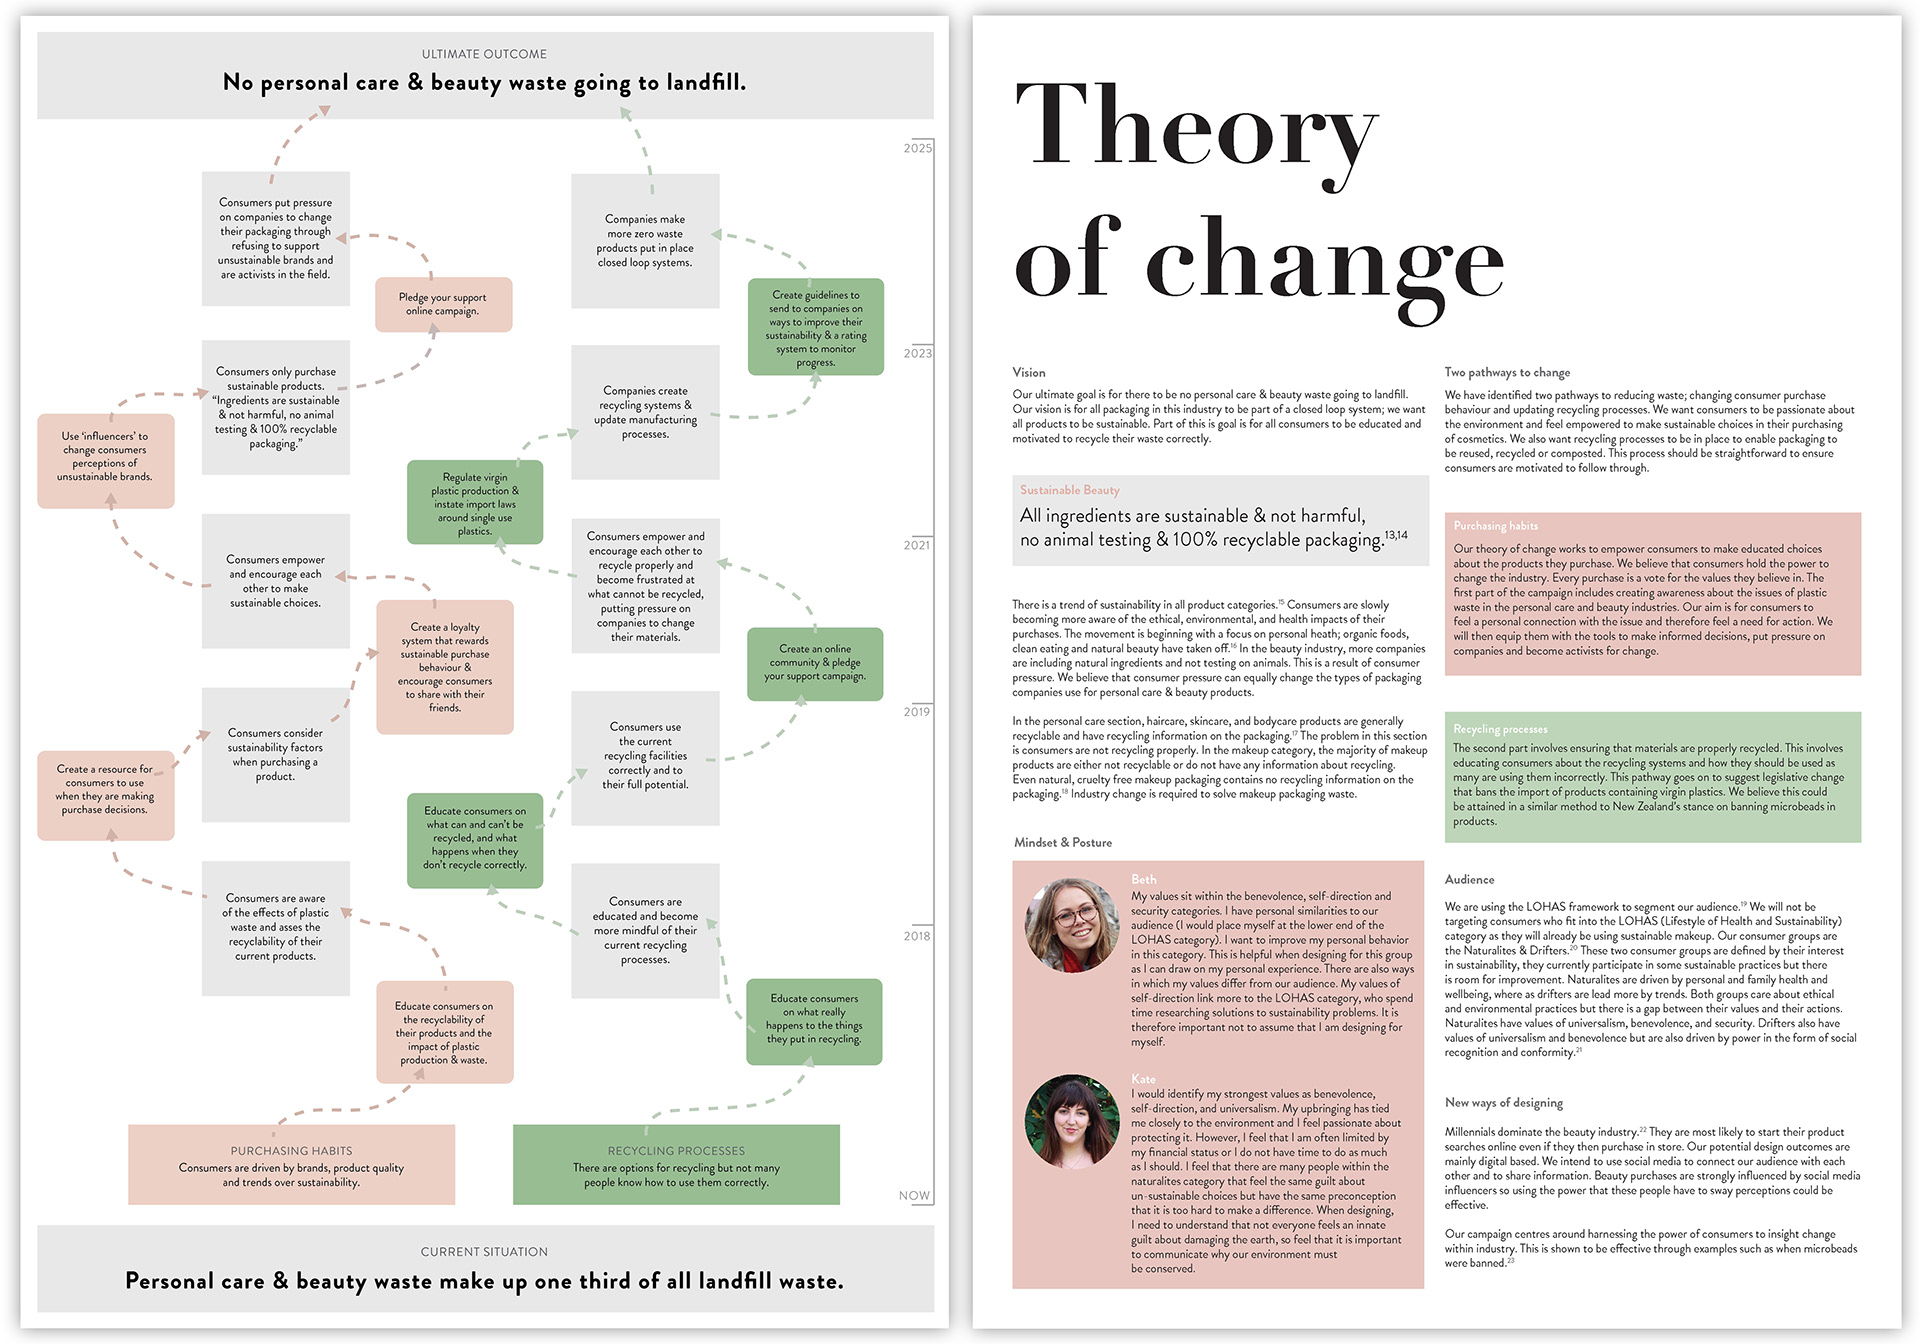 ULTIMATE OUTCOME
No personal care & beauty waste going to landfill.
2025
Consumers put pressure
on companies to change
their packaging through
refusing to support
unsustainable brands and
are activists in the field.
Companies make
more zero waste
products put in place
closed loop systems.
Pledge your support
online campaign.
Create guidelines to
send to companies on
ways to improve their
sustainability & a rating
system to monitor
progress.
2023
Consumers only purchase
sustainable products.
“Ingredients are sustainable
& not harmful, no animal
testing & 100% recyclable
packaging.”
Companies create
recycling systems &
update manufacturing
processes.
Use ‘influencers’ to
change consumers
perceptions of
unsustainable brands.
Regulate virgin
plastic production &
instate import laws
around single use
plastics.
2021
Consumers empower
and encourage each
other to make
sustainable choices.
Consumers empower and
encourage each other to
recycle properly and
become frustrated at
what cannot be recycled,
putting pressure on
companies to change
their materials.
Create a loyalty
system that rewards
sustainable purchase
behaviour &
encourage consumers
to share with their
friends.
Create an online
community & pledge
your support campaign.
2019
Consumers consider
sustainability factors
when purchasing a
product.
Consumers use
the current
recycling facilities
correctly and to
their full potential.
Create a resource for
consumers to use
when they are making
purchase decisions.
Educate consumers on
what can and can’t be
recycled, and what
happens when they
don’t recycle correctly.
2018
Consumers are aware
of the effects of plastic
waste and asses the
recyclability of their
current products.
Consumers are
educated and become
more mindful of their
current recycling
processes.
Educate consumers on
the recyclability of
their products and the
impact of plastic
production & waste.
Educate consumers
on what really
happens to the things
they put in recycling.
PURCHASING HABITS
Consumers are driven by brands, product quality
and trends over sustainability.
RECYCLING PROCESSES
There are options for recycling but not many
people know how to use them correctly.
NOW
CURRENT SITUATION
Personal care & beauty waste make up one third of all landfill waste.
Theory
of change
Vision
Our ultimate goal is for there to be no personal care & beauty waste going to landfill.
Our vision is for all packaging in this industry to be part of a closed loop system; we want
all products to be sustainable. Part of this is goal is for all consumers to be educated and
motivated to recycle their waste correctly.
Sustainable Beauty
All ingredients are sustainable & not harmful,
no animal testing & 100% recyclable packaging.13,14
There is a trend of sustainability in all product categories.15 Consumers are slowly
becoming more aware of the ethical, environmental, and health impacts of their
purchases. The movement is beginning with a focus on personal heath; organic foods,
clean eating and natural beauty have taken off.16 In the beauty industry, more companies
are including natural ingredients and not testing on animals. This is a result of consumer
pressure. We believe that consumer pressure can equally change the types of packaging
companies use for personal care & beauty products.
In the personal care section, haircare, skincare, and bodycare products are generally
recyclable and have recycling information on the packaging.17 The problem in this section
is consumers are not recycling properly. In the makeup category, the majority of makeup
products are either not recyclable or do not have any information about recycling.
Even natural, cruelty free makeup packaging contains no recycling information on the
packaging.18 Industry change is required to solve makeup packaging waste.
Mindset & Posture
Beth
My values sit within the benevolence, self-direction and
security categories. I have personal similarities to our
audience (I would place myself at the lower end of the
LOHAS category). I want to improve my personal behavior
in this category. This is helpful when designing for this group
as I can draw on my personal experience. There are also ways
in which my values differ from our audience. My values of
self-direction link more to the LOHAS category, who spend
time researching solutions to sustainability problems. It is
therefore important not to assume that I am designing for
myself.
Kate
I would identify my strongest values as benevolence,
self-direction, and universalism. My upbringing has tied
me closely to the environment and I feel passionate about
protecting it. However, I feel that I am often limited by
my financial status or I do not have time to do as much
as I should. I feel that there are many people within the
naturalites category that feel the same guilt about
un-sustainable choices but have the same preconception
that it is too hard to make a difference. When designing,
I need to understand that not everyone feels an innate
guilt about damaging the earth, so feel that it is important
to communicate why our environment must
be conserved.
Two pathways to change
We have identified two pathways to reducing waste; changing consumer purchase
behaviour and updating recycling processes. We want consumers to be passionate about
the environment and feel empowered to make sustainable choices in their purchasing
of cosmetics. We also want recycling processes to be in place to enable packaging to
be reused, recycled or composted. This process should be straightforward to ensure
consumers are motivated to follow through.
Purchasing habits
Our theory of change works to empower consumers to make educated choices
about the products they purchase. We believe that consumers hold the power to
change the industry. Every purchase is a vote for the values they believe in. The
first part of the campaign includes creating awareness about the issues of plastic
waste in the personal care and beauty industries. Our aim is for consumers to
feel a personal connection with the issue and therefore feel a need for action. We
will then equip them with the tools to make informed decisions, put pressure on
companies and become activists for change.
Recycling processes
The second part involves ensuring that materials are properly recycled. This involves
educating consumers about the recycling systems and how they should be used as
many are using them incorrectly. This pathway goes on to suggest legislative change
that bans the import of products containing virgin plastics. We believe this could
be attained in a similar method to New Zealand’s stance on banning microbeads in
products.
Audience
We are using the LOHAS framework to segment our audience.19 We will not be
targeting consumers who fit into the LOHAS (Lifestyle of Health and Sustainability)
category as they will already be using sustainable makeup. Our consumer groups are
the Naturalites & Drifters.20 These two consumer groups are defined by their interest
in sustainability, they currently participate in some sustainable practices but there
is room for improvement. Naturalites are driven by personal and family health and
wellbeing, where as drifters are lead more by trends. Both groups care about ethical
and environmental practices but there is a gap between their values and their actions.
Naturalites have values of universalism, benevolence, and security. Drifters also have
values of universalism and benevolence but are also driven by power in the form of social
recognition and conformity.21
New ways of designing
Millennials dominate the beauty industry.22 They are most likely to start their product
searches online even if they then purchase in store. Our potential design outcomes are
mainly digital based. We intend to use social media to connect our audience with each
other and to share information. Beauty purchases are strongly influenced by social media
influencers so using the power that these people have to sway perceptions could be
effective.
Our campaign centres around harnessing the power of consumers to insight change
within industry. This is shown to be effective through examples such as when microbeads
were banned.23